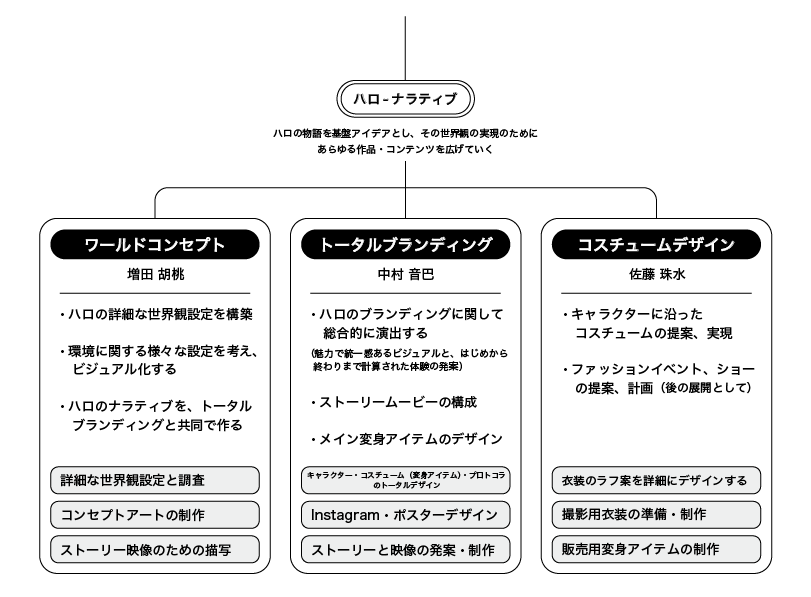 ハロ-ナラティブ
ハロの物語を基盤アイデアとし、その世界観の実現のために
あらゆる作品・コンテンツを広げていく
ワールドコンセプト
増田 胡桃
・ハロの詳細な世界観設定を構築
・環境に関する様々な設定を考え、
ビジュアル化する
・ハロのナラティブを、トータル
ブランディングと共同で作る
詳細な世界観設定と調査
コンセプトアートの制作
ストーリー映像のための描写
トータルブランディング
中村 音巴
・ハロのブランディングに関して
総合的に演出する
(魅力で統一感あるビジュアルと、はじめから
終わりまで計算された体験の発案)
・ストーリームービーの構成
・メイン変身アイテムのデザイン
キャラクター・コスチューム（変身アイテム）・プロトコラ
のトータルデザイン
Instagram・ポスターデザイン
ストーリーと映像の発案・制作
コスチュームデザイン
佐藤 珠水
・キャラクターに沿った
コスチュームの提案、実現
・ファッションイベント、ショー
の提案、計画（後の展開として）
衣装のラフ案を詳細にデザインする
撮影用衣装の準備・制作
販売用変身アイテムの制作